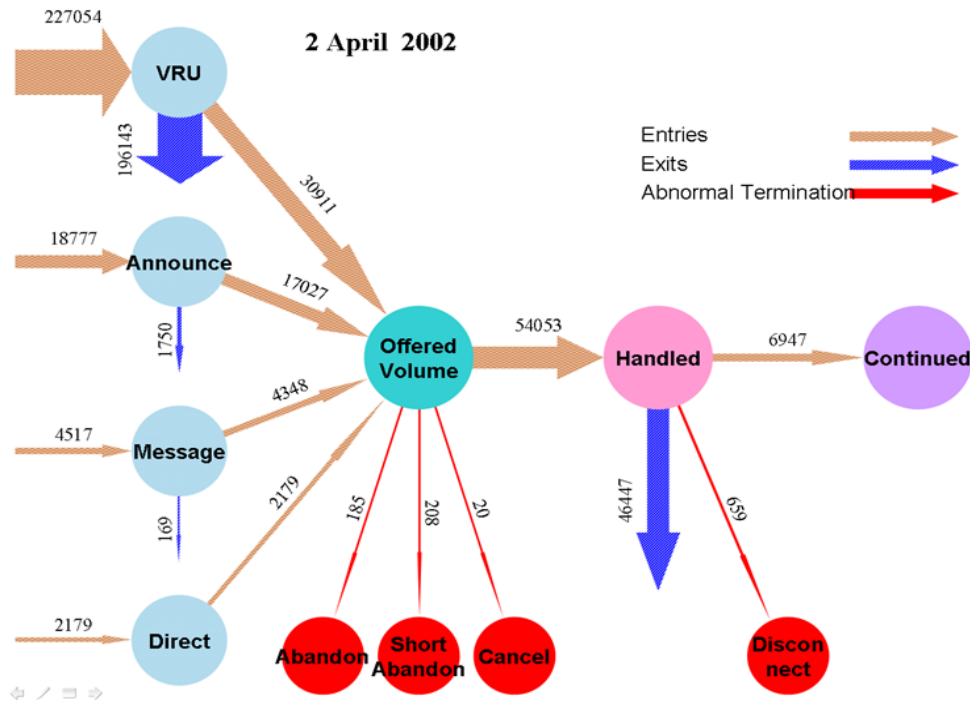 227054
2 April  2002
VRU
196143
30911
Entries
Exits
Abnormal Termination
18777
Announce
17027
1750
54053
Offered
Volume
Handled
6947
Continued
4517
Message
4348
169
2179
185
208
20
46447
659
2179
Direct
Abandon
Short
Abandon
Cancel
Discon
nect